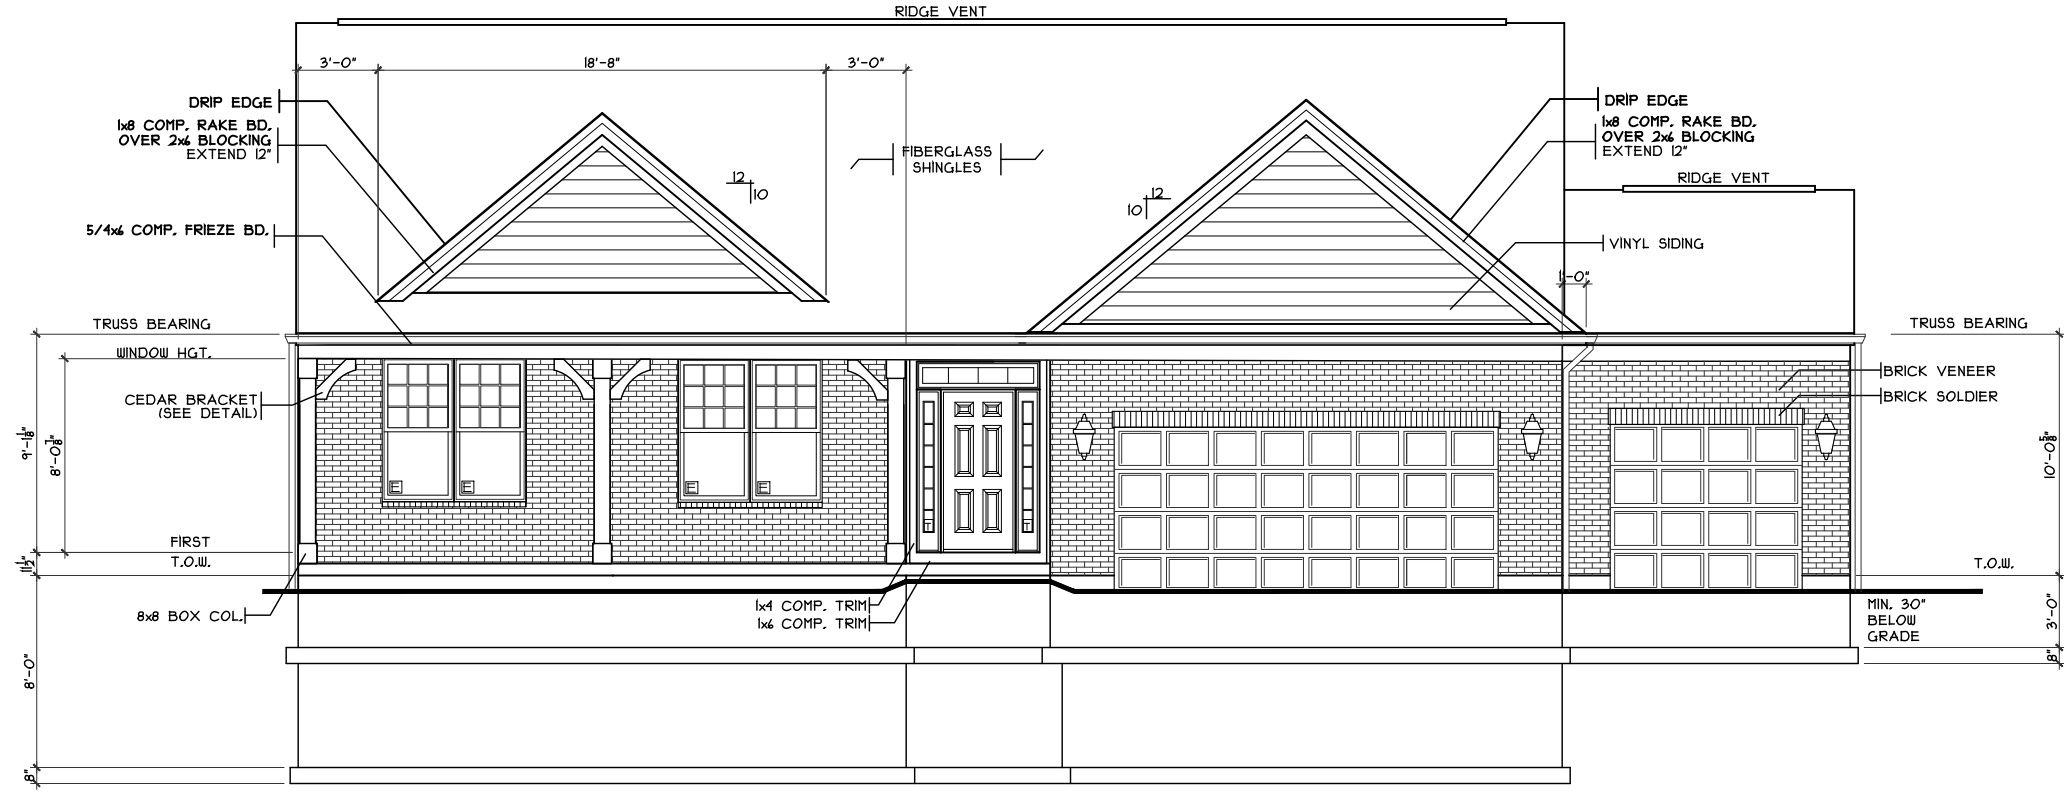 RIDGE VENT
3'-0"
18'-8"
3'-0"
DRIP EDGE
1x8 COMP. RAKE BD.
OVER 2x6 BLOCKING
EXTEND 12"
5/4x6 COMP. FRIEZE BD.
12
10
FIBERGLASS
SHINGLES
12
10
DRIP EDGE
1x8 COMP. RAKE BD.
OVER 2x6 BLOCKING
EXTEND 12"
RIDGE VENT
VINYL SIDING
1'-0"
TRUSS BEARING
WINDOW HGT.
CEDAR BRACKET
(SEE DETAIL)
9'-1 1/8"
8'-0 7/8"
FIRST
T.O.W.
11 1/2"
8x8 BOX COL.
8'-0"
8"
E
E
E
E
T
T
1x4 COMP. TRIM
1x6 COMP. TRIM
TRUSS BEARING
BRICK VENEER
BRICK SOLDIER
10'-0 5/8"
T.O.W.
MIN. 30"
BELOW
GRADE
3'-0"
8"